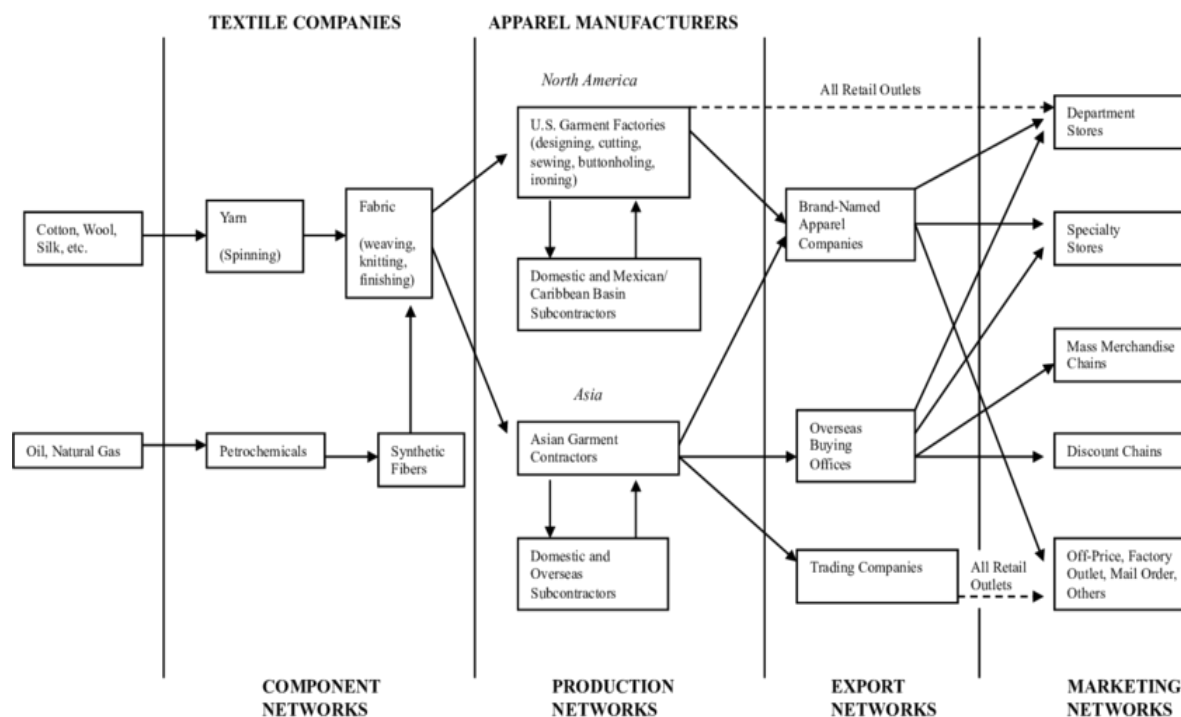 TEXTILE COMPANIES
APPAREL MANUFACTURERS
North America
All Retail Outlets
U.S. Garment Factories
(designing, cutting,
sewing, buttonholing,
ironing)
Department
Stores
Cotton, Wool,
Silk, etc.
Yarn
(Spinning)
Fabric
(weaving,
knitting,
finishing)
Brand-Named
Apparel
Companies
Specialty
Stores
Domestic and Mexican/
Caribbean Basin
Subcontractors
Mass Merchandise
Chains
Asia
Oil, Natural Gas
Petrochemicals
Synthetic
Fibers
Asian Garment
Contractors
Overseas
Buying
Offices
Discount Chains
Domestic and
Overseas
Subcontractors
Trading Companies
All Retail
Outlets
Off-Price, Factory
Outlet, Mail Order,
Others
COMPONENT
NETWORKS
PRODUCTION
NETWORKS
EXPORT
NETWORKS
MARKETING
NETWORKS